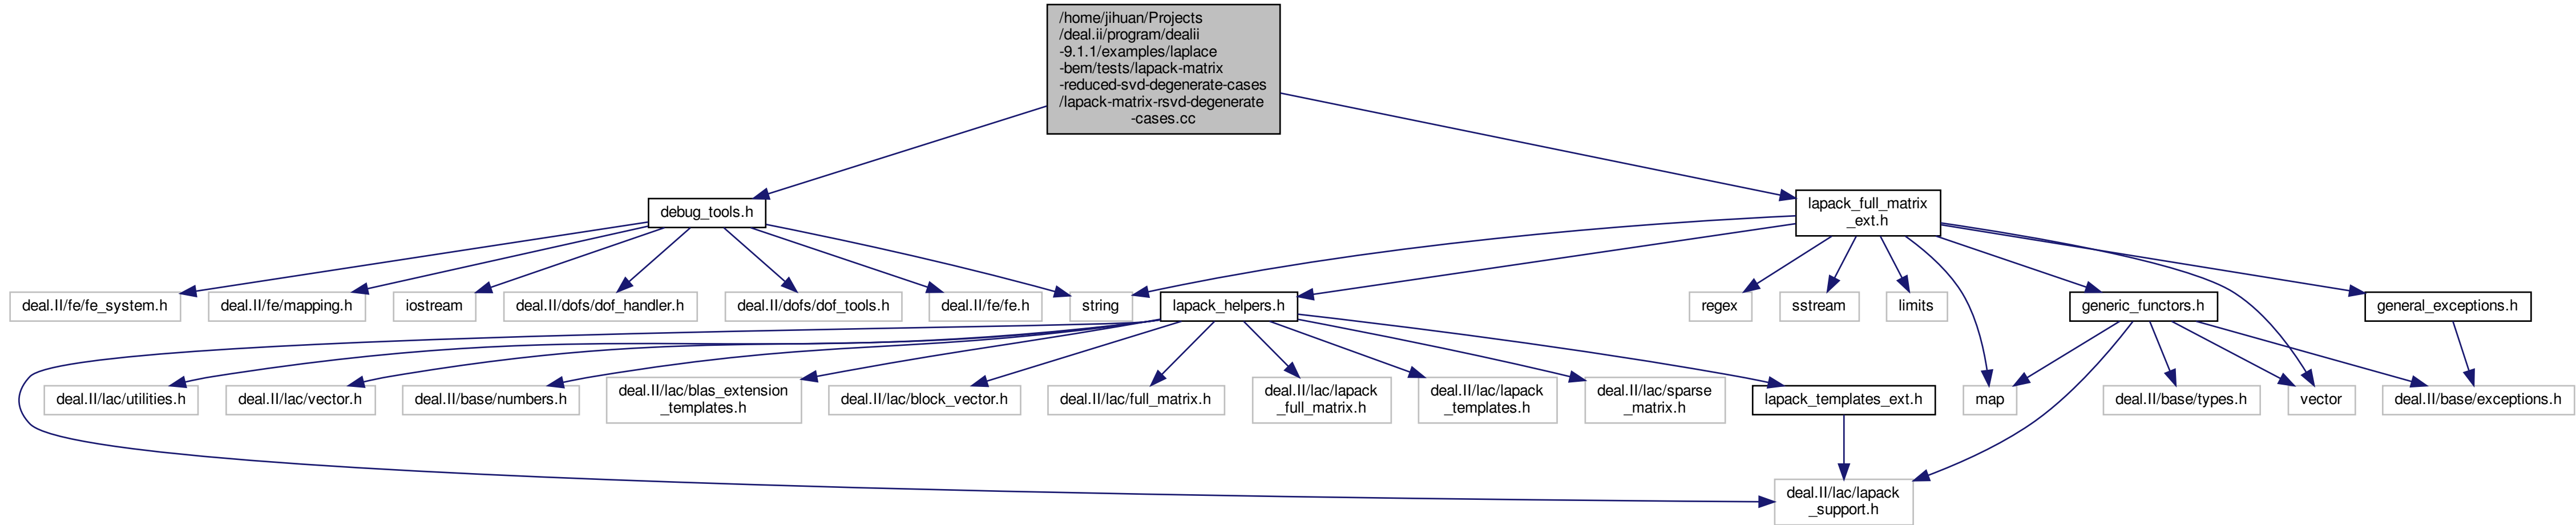 /home/jihuan/Projects
/deal.ii/program/dealii
-9.1.1/examples/laplace
-bem/tests/lapack-matrix
-reduced-svd-degenerate-cases
/lapack-matrix-rsvd-degenerate
-cases.cc
debug_tools.h
lapack_full_matrix
_ext.h
deal.II/fe/fe_system.h
deal.II/fe/mapping.h
iostream
deal.II/dofs/dof_handler.h
deal.II/dofs/dof_tools.h
deal.II/fe/fe.h
string
lapack_helpers.h
regex
sstream
limits
generic_functors.h
general_exceptions.h
deal.II/lac/utilities.h
deal.II/lac/vector.h
deal.II/base/numbers.h
deal.II/lac/blas_extension
_templates.h
deal.II/lac/block_vector.h
deal.II/lac/full_matrix.h
deal.II/lac/lapack
_full_matrix.h
deal.II/lac/lapack
_templates.h
deal.II/lac/sparse
_matrix.h
lapack_templates_ext.h
map
deal.II/base/types.h
vector
deal.II/base/exceptions.h
deal.II/lac/lapack
_support.h